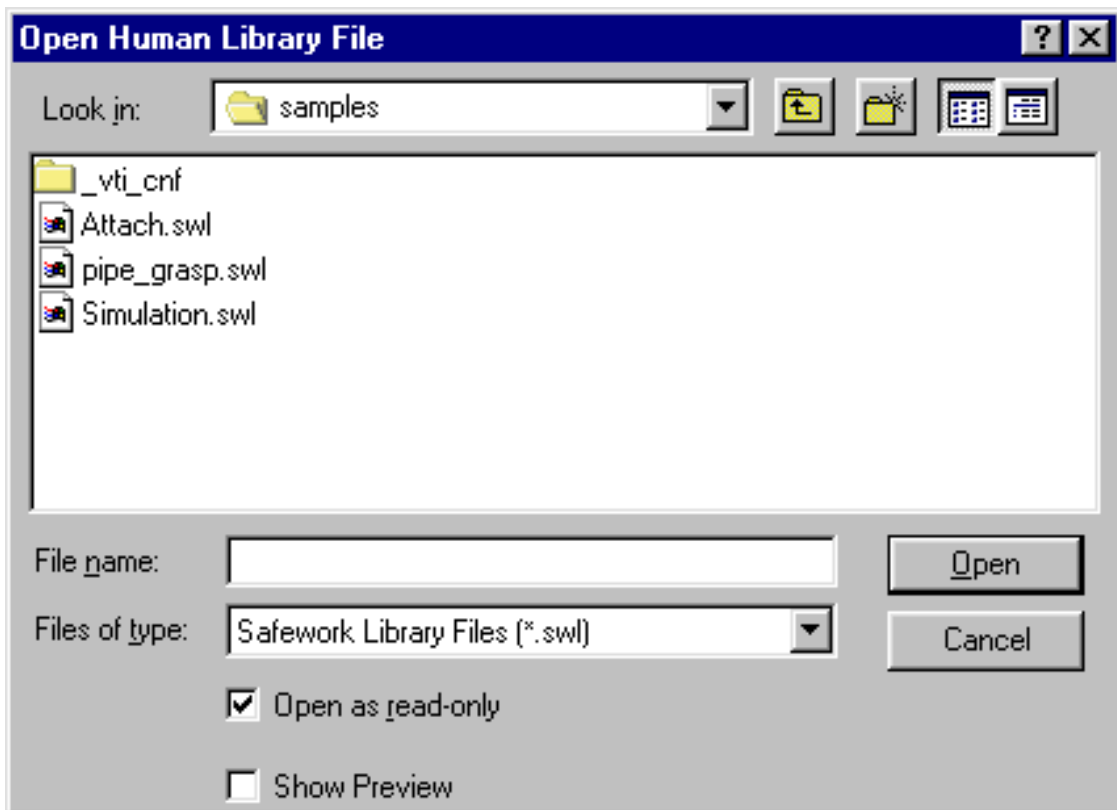 Open Human Library File
Look in: samples
_vti_cnf
Attach.swl
pipe_grasp.swl
Simulation.swl
File name: Open
Files of type: Safework Library Files (*.swl) Cancel
Open as read-only
Show Preview